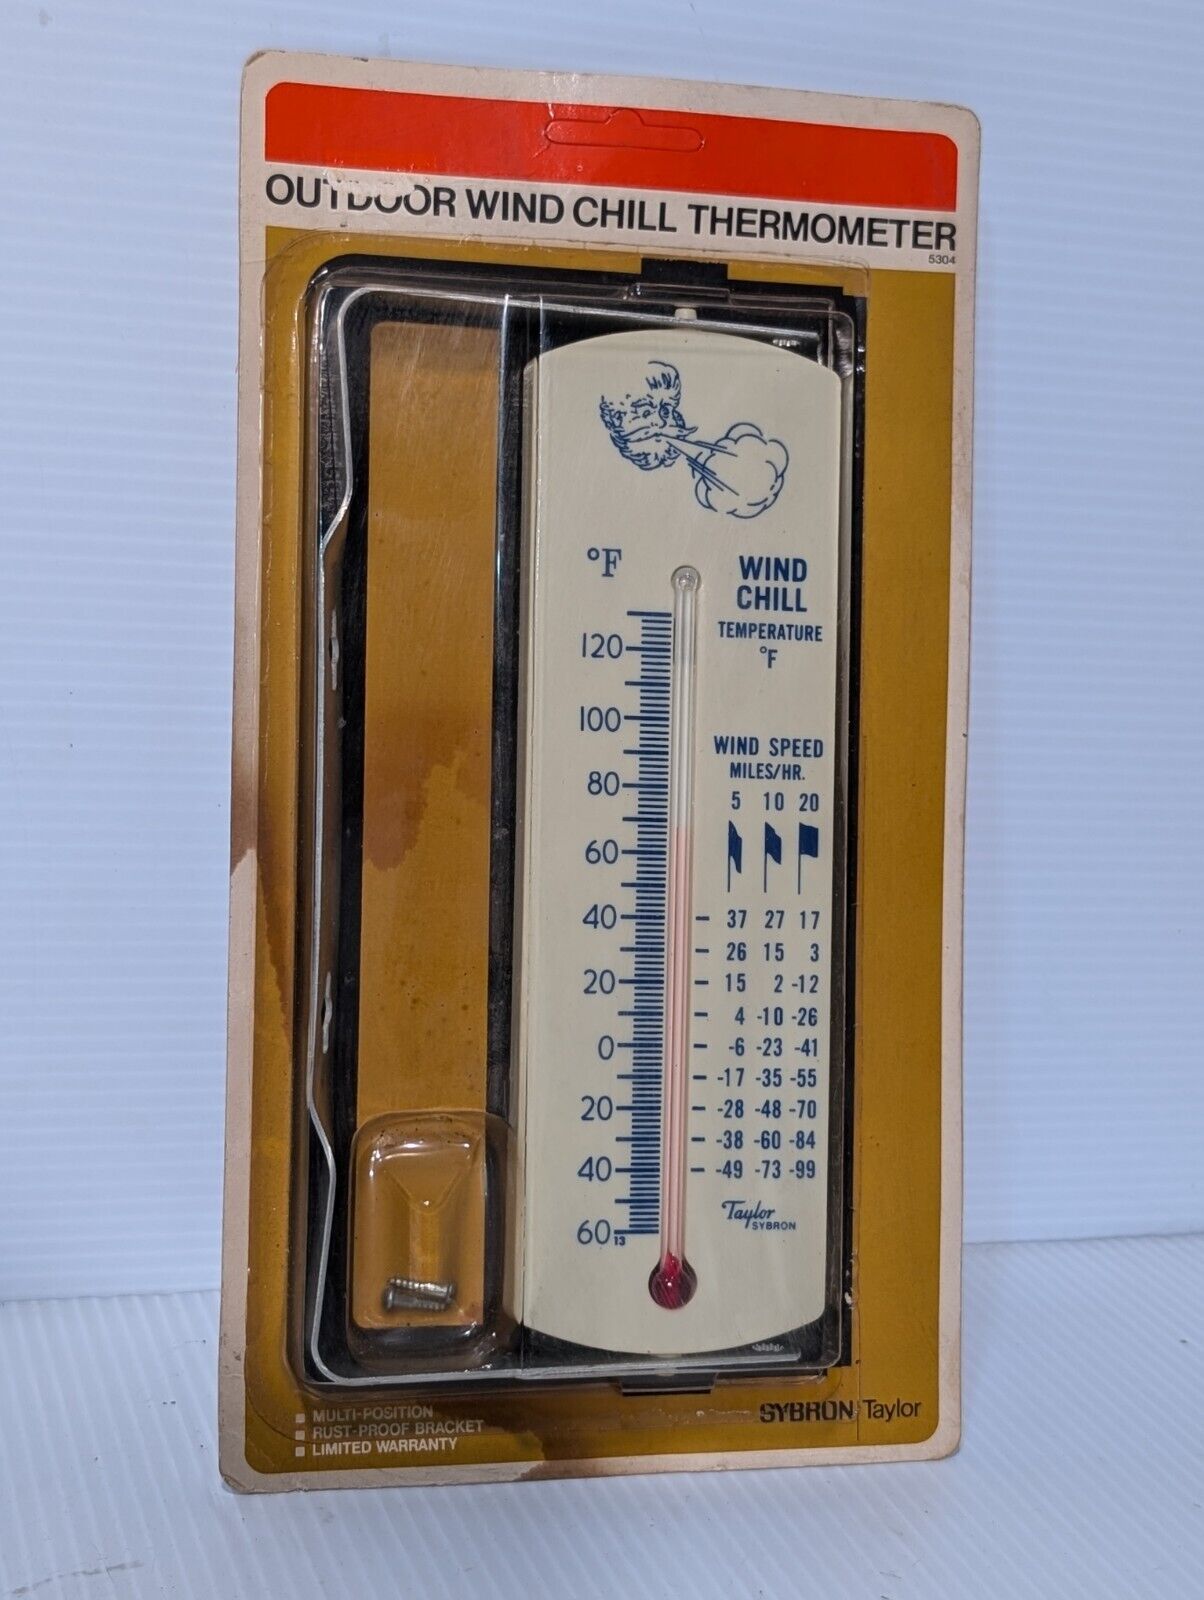 OUTDOOR WIND CHILL THERMOMETER
5304
°F
WIND
CHILL
TEMPERATURE
°F
120
100
80
60
40
20
0
20
40
60
13
WIND SPEED
MILES/HR.
5 10 20
37 27 17
26 15 3
15 2 -12
4 -10 -26
-6 -23 -41
-17 -35 -55
-28 -48 -70
-38 -60 -84
-49 -73 -99
Taylor
SYBRON
MULTI-POSITION
RUST-PROOF BRACKET
LIMITED WARRANTY
SYBRON Taylor